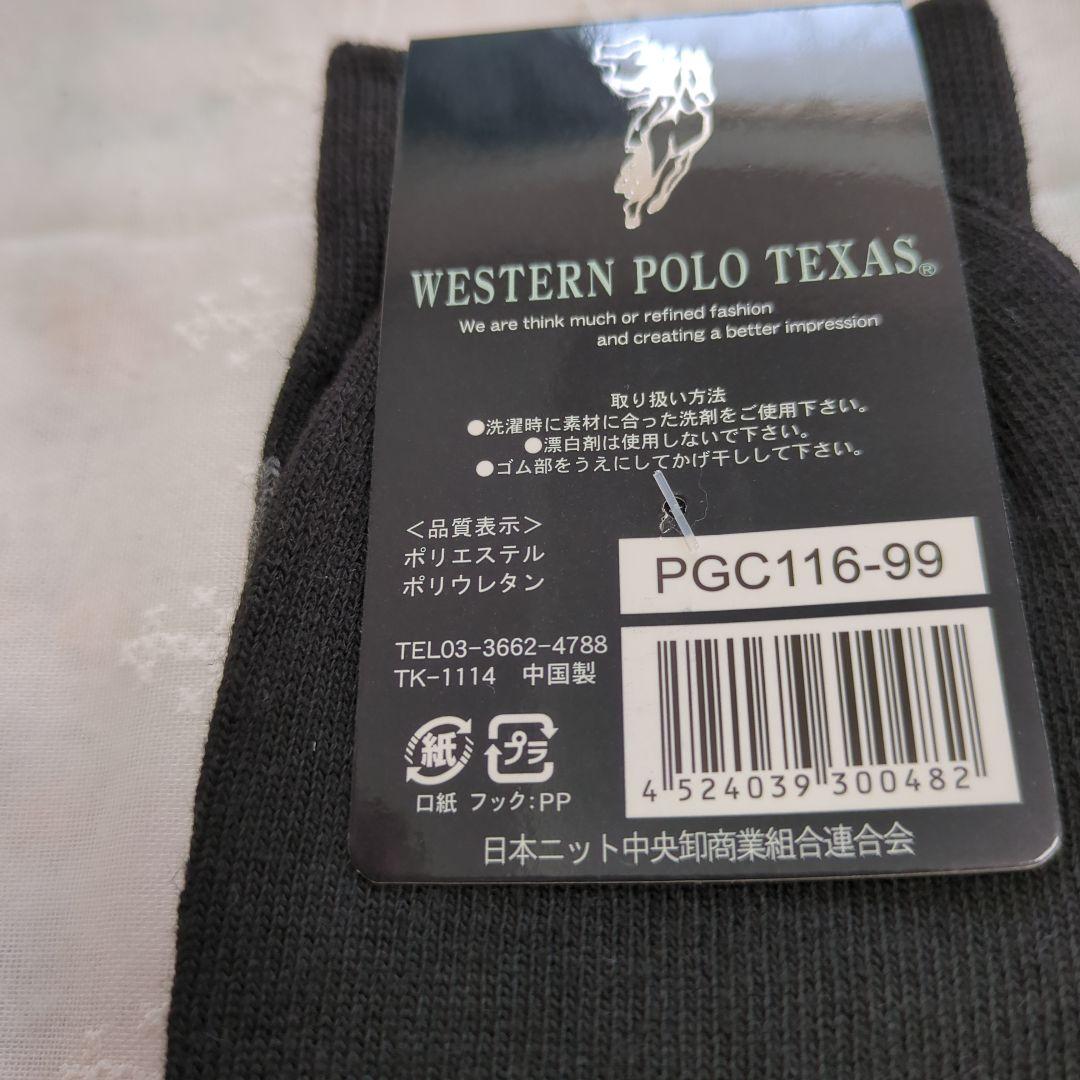 WESTERN POLO TEXAS®
We are think much or refined fashion
and creating a better impression
取り扱い方法
●洗濯時に素材に合った洗剤をご使用下さい。
●漂白剤は使用しないで下さい。
●ゴム部をうえにしてかげ干しして下さい。
＜品質表示＞
ポリエステル
ポリウレタン
PGC116-99
TEL03-3662-4788
TK-1114 中国製
紙 プラ
口紙 フック:PP
4 524039 300482
日本ニット中央卸商業組合連合会